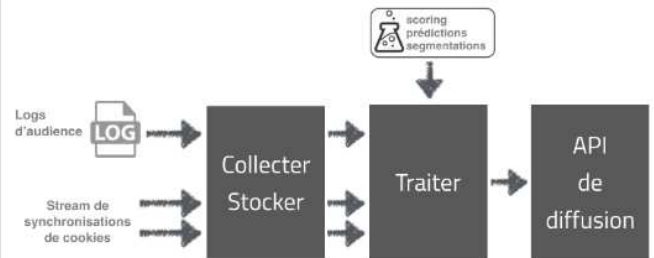 scoring
prédictions
segmentations
Logs
d'audience
LOG
Collecter
Stocker
Traiter
API
de
diffusion
Stream de
synchronisations
de cookies